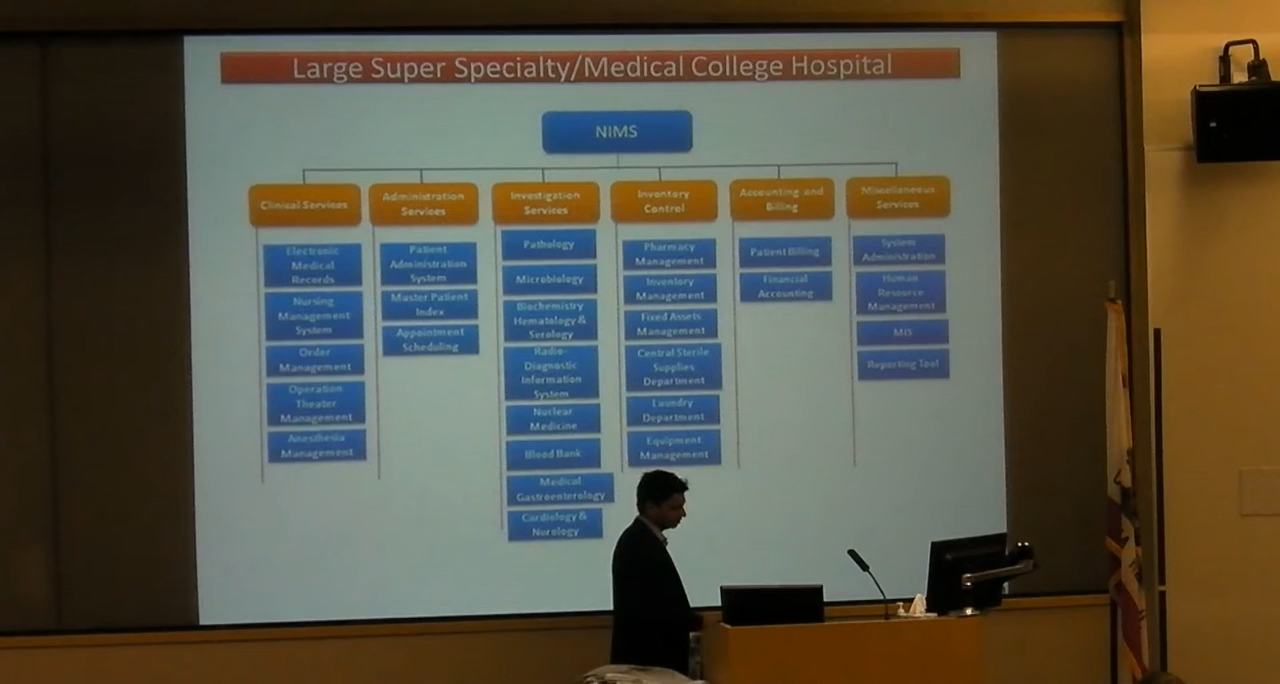 Large Super Specialty/Medical College Hospital
NIMS
Clinical Services
Electronic
Medical
Records
Nursing
Management
System
Order
Management
Operation
Theater
Management
Anesthesia
Management
Administration
Services
Patient
Administration
System
Master Patient
Index
Appointment
Scheduling
Investigation
Services
Pathology
Microbiology
Biochemistry
Hematology &
Serology
Radio-
Diagnostic
Information
System
Nuclear
Medicine
Blood Bank
Medical
Gastroenterology
Cardiology &
Nurology
Inventory
Control
Pharmacy
Management
Inventory
Management
Fixed Assets
Management
Central Sterile
Supplies
Department
Laundry
Department
Equipment
Management
Accounting and
Billing
Patient Billing
Financial
Accounting
Miscellaneous
Services
System
Administration
Human
Resource
Management
MIS
Reporting Tool